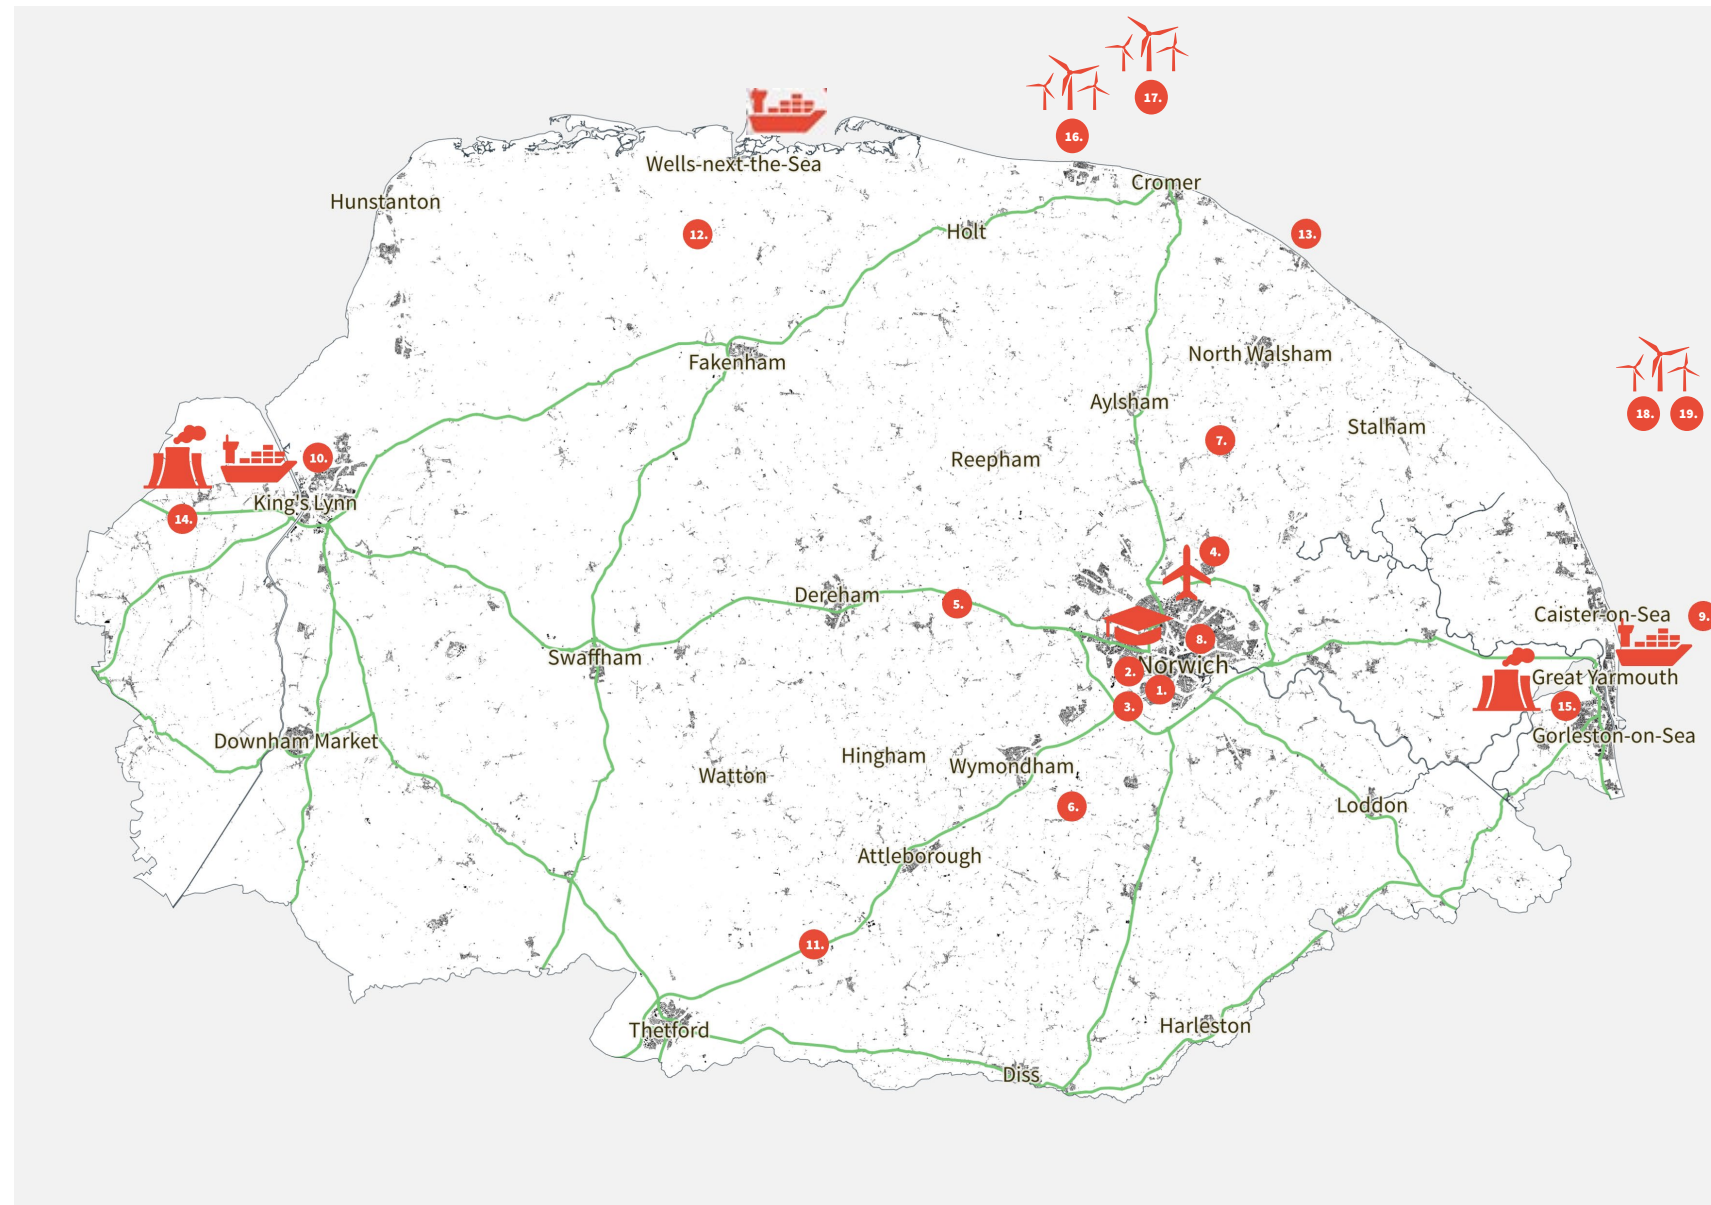 17.
16.
Wells-next-the-Sea
Cromer
Hunstanton
12.
Holt
13.
North Walsham
Fakenham
Aylsham
18.
19.
Stalham
7.
Reepham
10.
King's Lynn
14.
4.
Dereham
5.
Caister-on-Sea
9.
8.
Swaffham
Norwich
2.
Great Yarmouth
1.
3.
15.
Gorleston-on-Sea
Downham Market
Hingham
Wymondham
Watton
6.
Loddon
Attleborough
11.
Thetford
Harleston
Diss